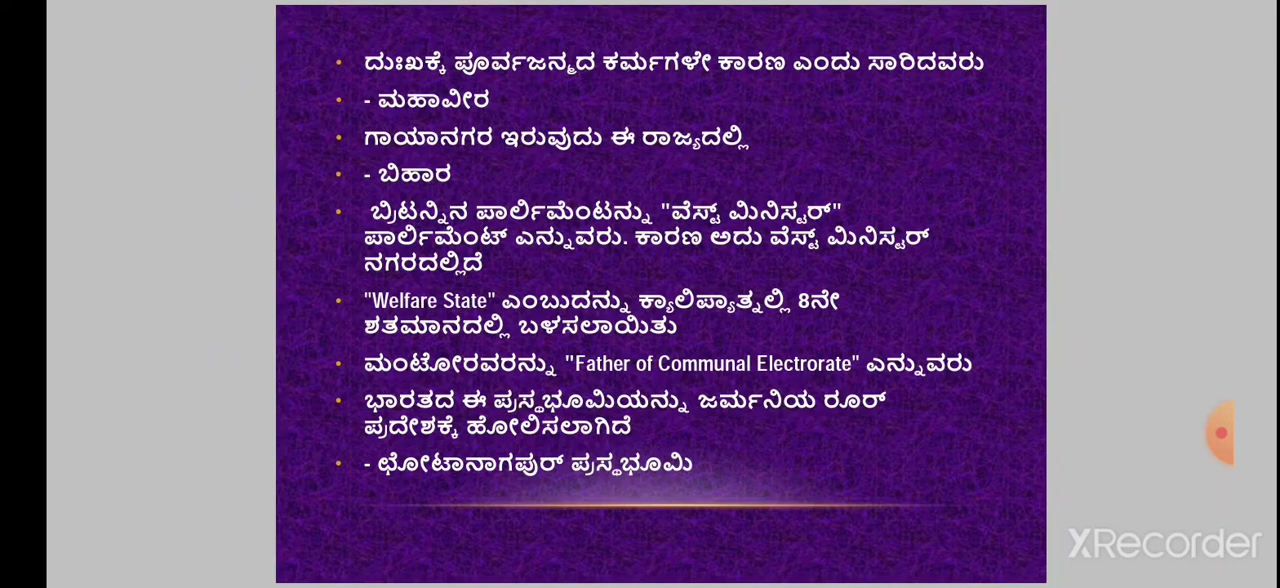 • ದುಃಖಕ್ಕೆ ಪೂರ್ವಜನ್ಮದ ಕರ್ಮಗಳೇ ಕಾರಣ ಎಂದು ಸಾರಿದವರು
• - ಮಹಾವೀರ
• ಗಾಯಾನಗರ ಇರುವುದು ಈ ರಾಜ್ಯದಲ್ಲಿ
• - ಬಿಹಾರ
• ಬ್ರಿಟನ್ನಿನ ಪಾರ್ಲಿಮೆಂಟನ್ನು "ವೆಸ್ಟ್ ಮಿನಿಸ್ಟರ್"
ಪಾರ್ಲಿಮೆಂಟ್ ಎನ್ನುವರು. ಕಾರಣ ಅದು ವೆಸ್ಟ್ ಮಿನಿಸ್ಟರ್
ನಗರದಲ್ಲಿದೆ
• "Welfare State" ಎಂಬುದನ್ನು ಕ್ಯಾಲಿಪ್ಯಾತ್ನಲ್ಲಿ 8ನೇ
ಶತಮಾನದಲ್ಲಿ ಬಳಸಲಾಯಿತು
• ಮಂಟೋರವರನ್ನು "Father of Communal Electrorate" ಎನ್ನುವರು
• ಭಾರತದ ಈ ಪ್ರಸ್ಥಭೂಮಿಯನ್ನು ಜರ್ಮನಿಯ ರೂರ್
ಪ್ರದೇಶಕ್ಕೆ ಹೋಲಿಸಲಾಗಿದೆ
• - ಛೋಟಾನಾಗಪುರ್ ಪ್ರಸ್ಥಭೂಮಿ
XRecorder